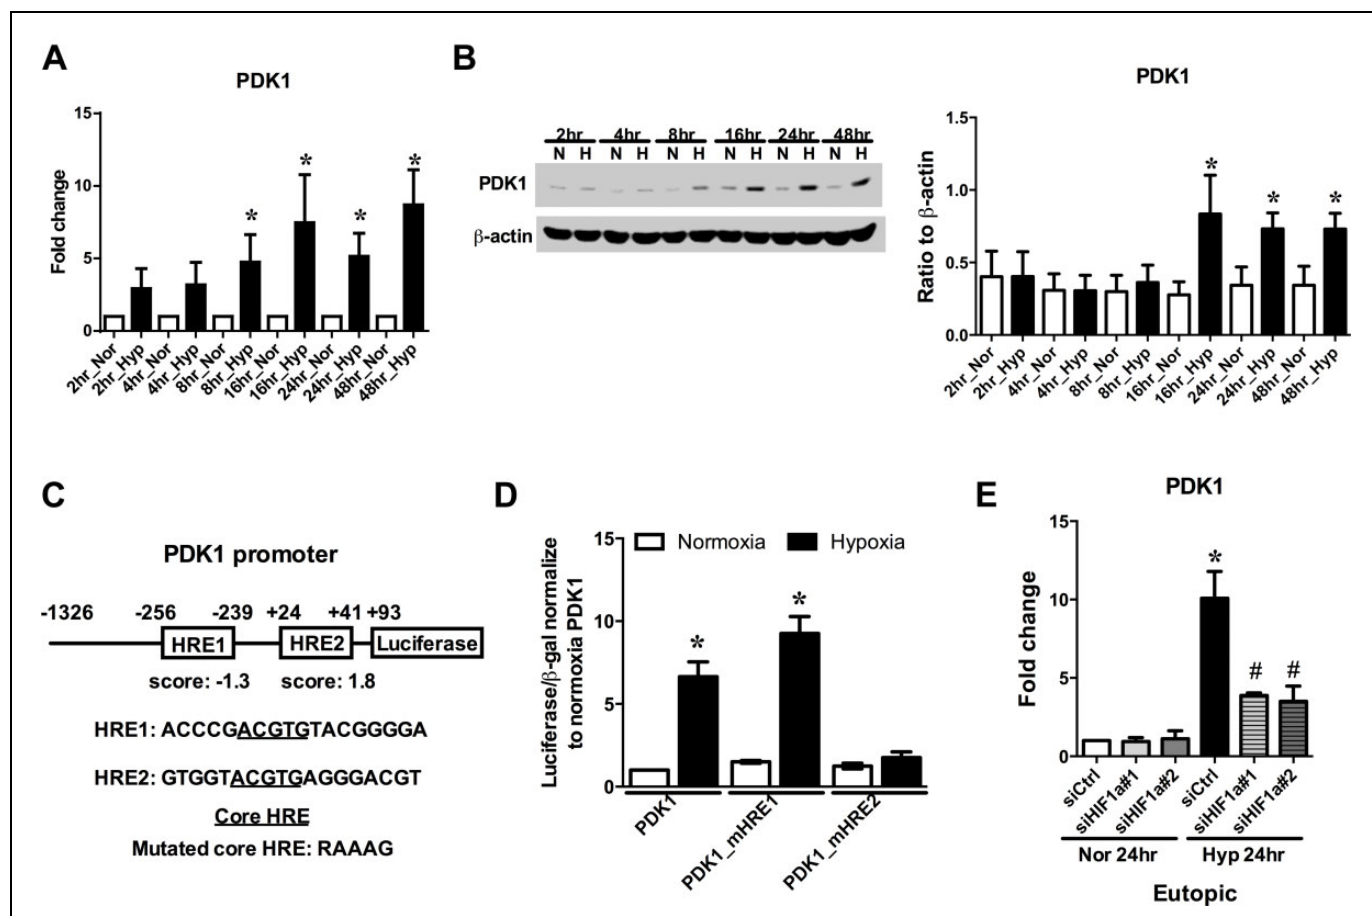 A
PDK1
Fold change
15
10
5
0
* * * *
2hr_Nor
2hr_Hyp
4hr_Nor
4hr_Hyp
8hr_Nor
8hr_Hyp
16hr_Nor
16hr_Hyp
24hr_Nor
24hr_Hyp
48hr_Nor
48hr_Hyp
B
2hr 4hr 8hr 16hr 24hr 48hr
N H N H N H N H N H N H
PDK1
β-actin
PDK1
Ratio to β-actin
1.5
1.0
0.5
0.0
* * *
2hr_Nor
2hr_Hyp
4hr_Nor
4hr_Hyp
8hr_Nor
8hr_Hyp
16hr_Nor
16hr_Hyp
24hr_Nor
24hr_Hyp
48hr_Nor
48hr_Hyp
C
PDK1 promoter
-1326 -256 -239 +24 +41 +93
HRE1 HRE2 Luciferase
score: -1.3 score: 1.8
HRE1: ACCCGACGTGTACGGGGA
HRE2: GTGGTACGTGAGGGACGT
Core HRE
Mutated core HRE: RAAAG
D
Luciferase/β-gal normalize
to normoxia PDK1
15
10
5
0
Normoxia Hypoxia
* *
PDK1
PDK1_mHRE1
PDK1_mHRE2
E
PDK1
Fold change
15
10
5
0
* # #
siCtrl
siHIF1a#1
siHIF1a#2
siCtrl
siHIF1a#1
siHIF1a#2
Nor 24hr Hyp 24hr
Eutopic